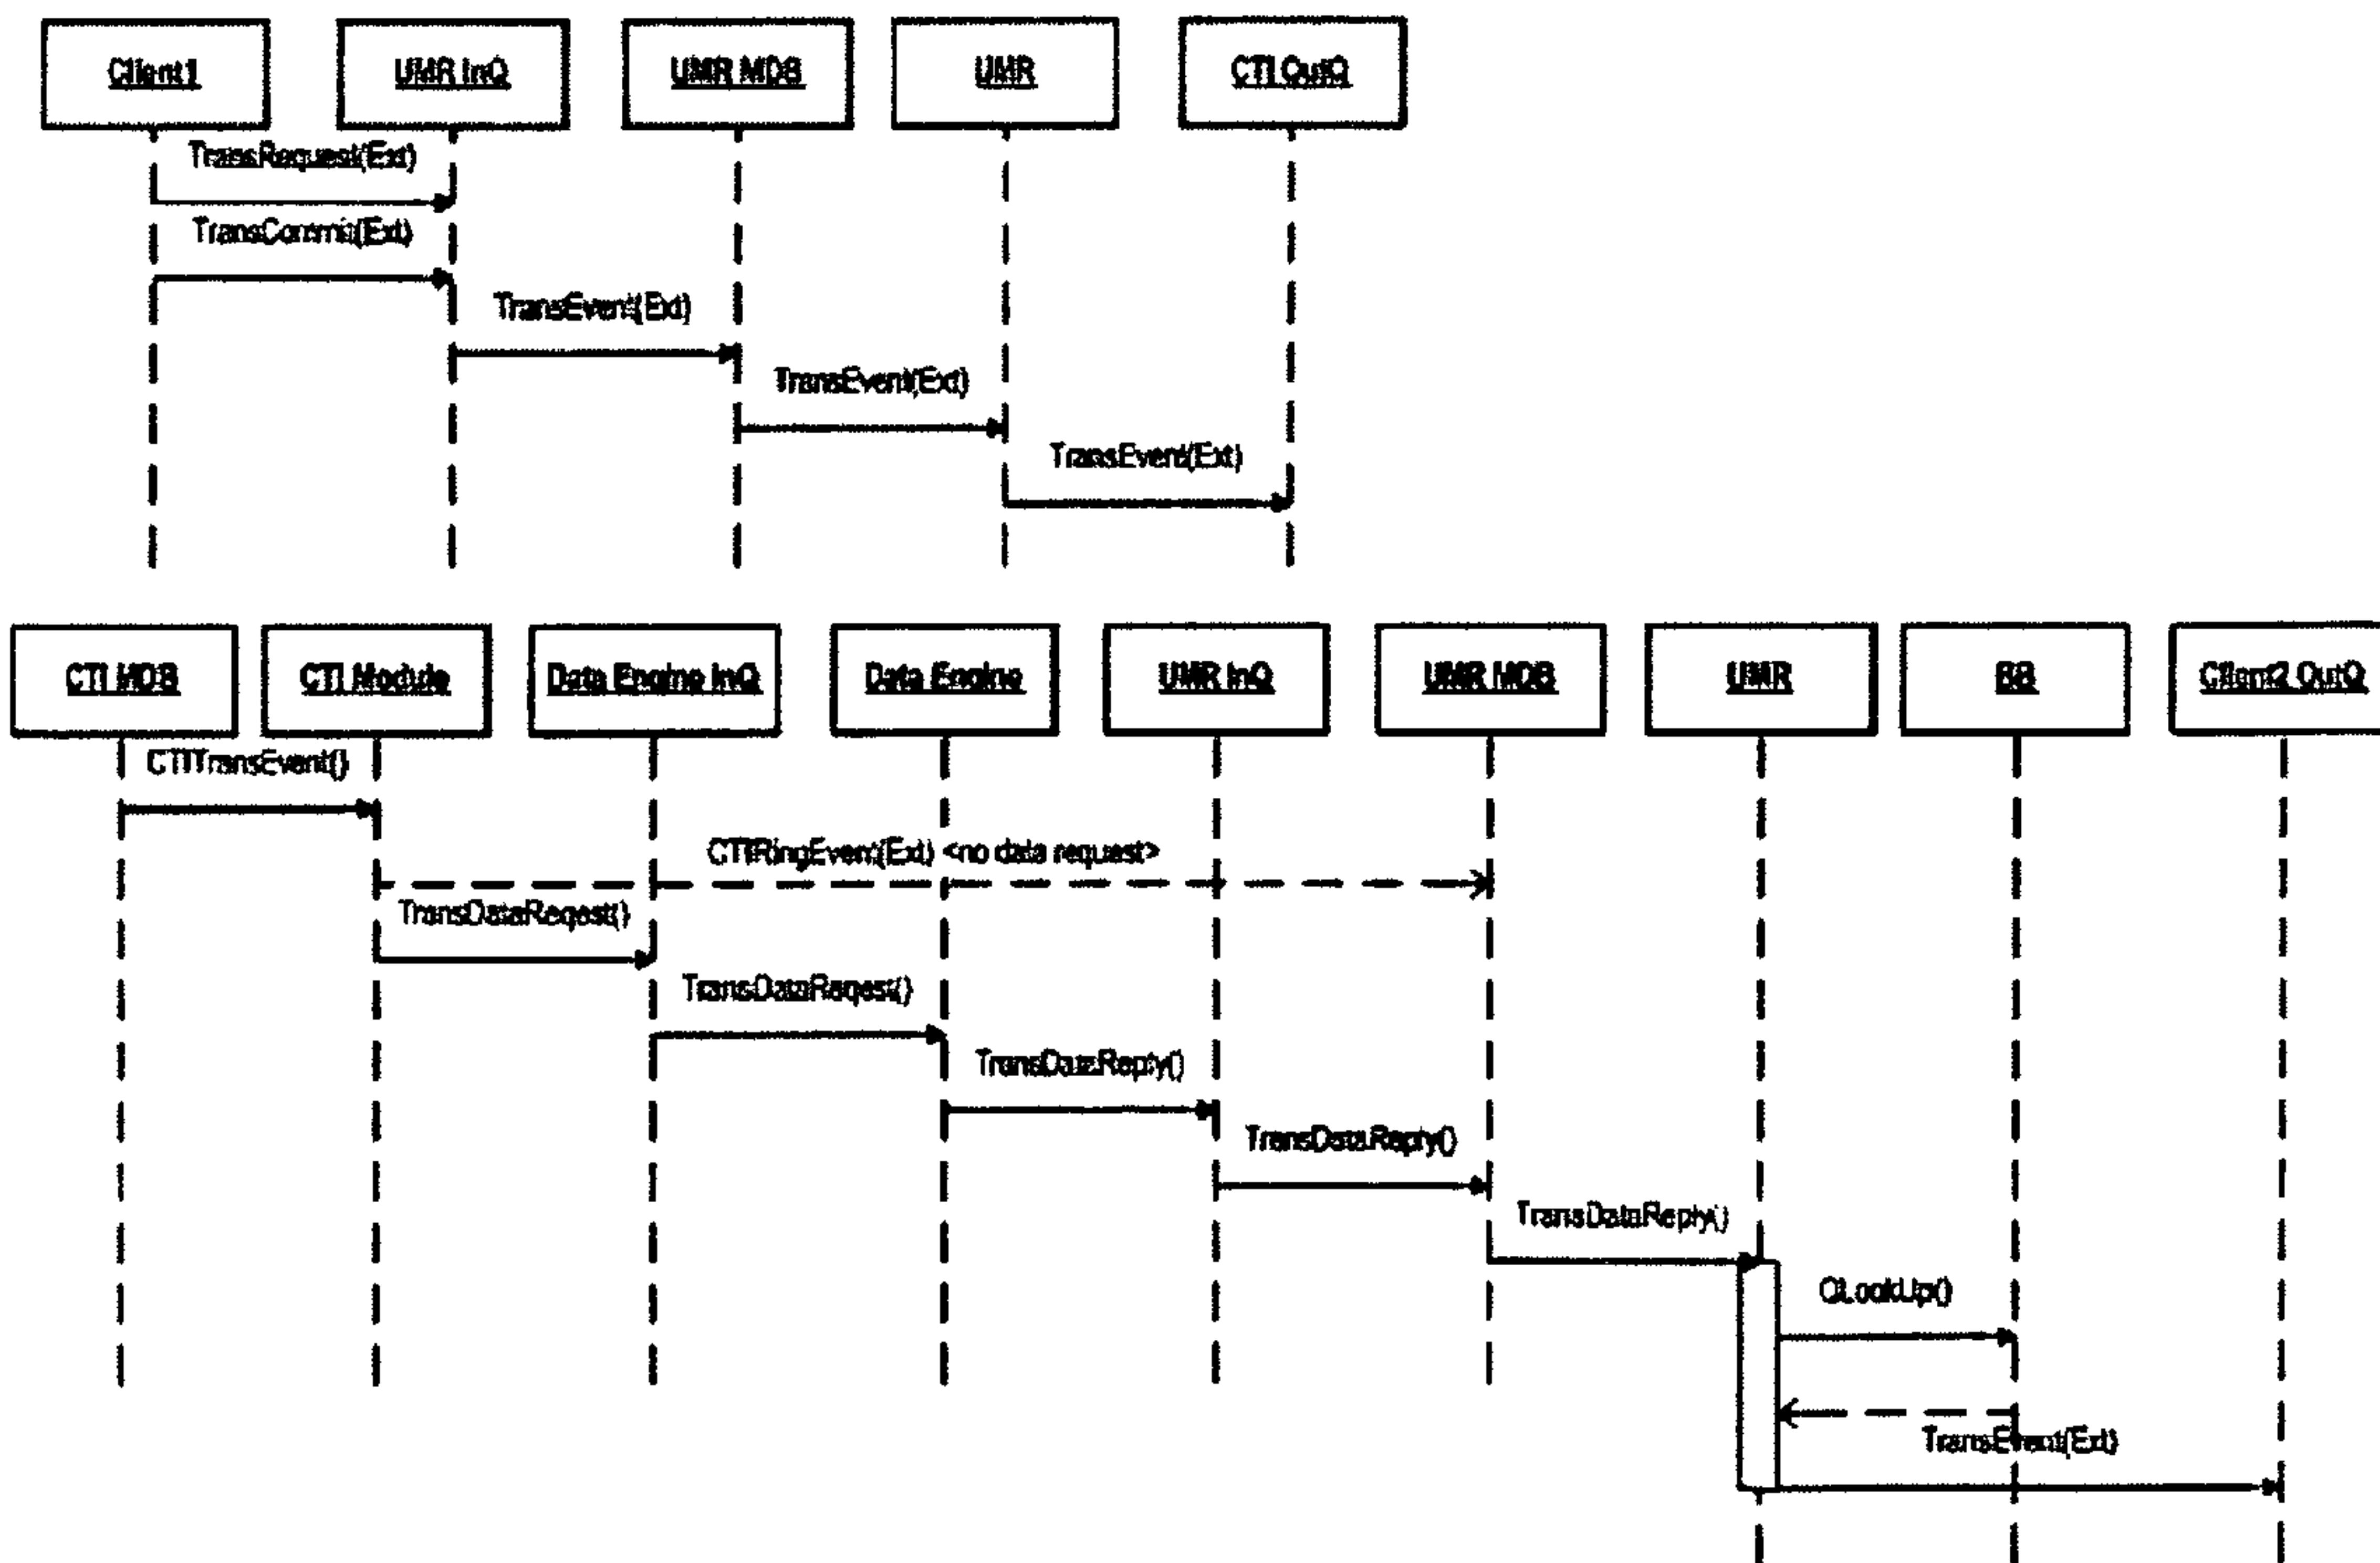 Client1
UMR InQ
UMR MDB
UMR
CTI OutQ
TransRequest(Ext)
TransCommit(Ext)
TransEvent(Ext)
TransEvent(Ext)
TransEvent(Ext)
CTI MDB
CTI Module
Data Engine InQ
Data Engine
UMR InQ
UMR MDB
UMR
BB
Client2 OutQ
CTITransEvent()
CTIRingEvent(Ext) <no data request>
TransDataReqest()
TransDataReqest()
TransDataReply()
TransDataReply()
TransDataReply()
QLookUp()
TransEvent(Ext)